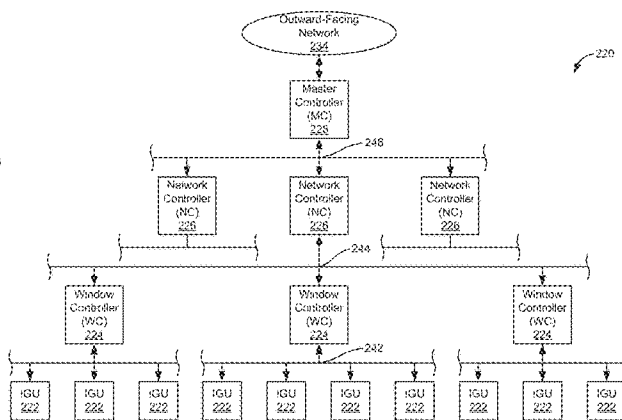 Outward-Facing
Network
234
220
Master
Controller
(MC)
228
246
Network
Controller
(NC)
226
Network
Controller
(NC)
226
Network
Controller
(NC)
226
244
Window
Controller
(WC)
224
Window
Controller
(WC)
224
Window
Controller
(WC)
224
242
IGU
222
IGU
222
IGU
222
IGU
222
IGU
222
IGU
222
IGU
222
IGU
222
IGU
222
IGU
222